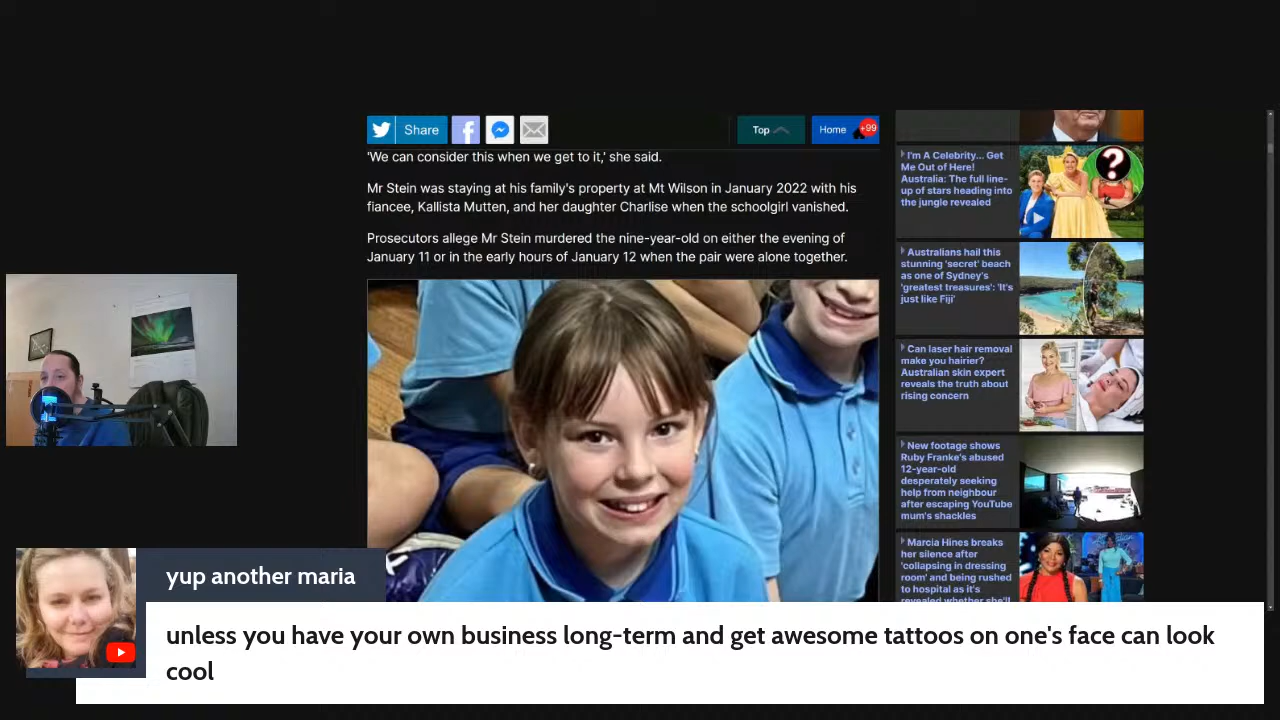 Share
Top
Home
+99
'We can consider this when we get to it,' she said.
Mr Stein was staying at his family's property at Mt Wilson in January 2022 with his
fiancee, Kallista Mutten, and her daughter Charlise when the schoolgirl vanished.
Prosecutors allege Mr Stein murdered the nine-year-old on either the evening of
January 11 or in the early hours of January 12 when the pair were alone together.
I'm A Celebrity... Get
Me Out of Here!
Australia: The full line-
up of stars heading into
the jungle revealed
?
Australians hail this
stunning 'secret' beach
as one of Sydney's
'greatest treasures': 'It's
just like Fiji'
Can laser hair removal
make you hairier?
Australian skin expert
reveals the truth about
rising concern
New footage shows
Ruby Franke's abused
12-year-old
desperately seeking
help from neighbour
after escaping YouTube
mum's shackles
Marcia Hines breaks
her silence after
'collapsing in dressing
room' and being rushed
to hospital as it's
revealed whether she'll
yup another maria
unless you have your own business long-term and get awesome tattoos on one's face can look
cool